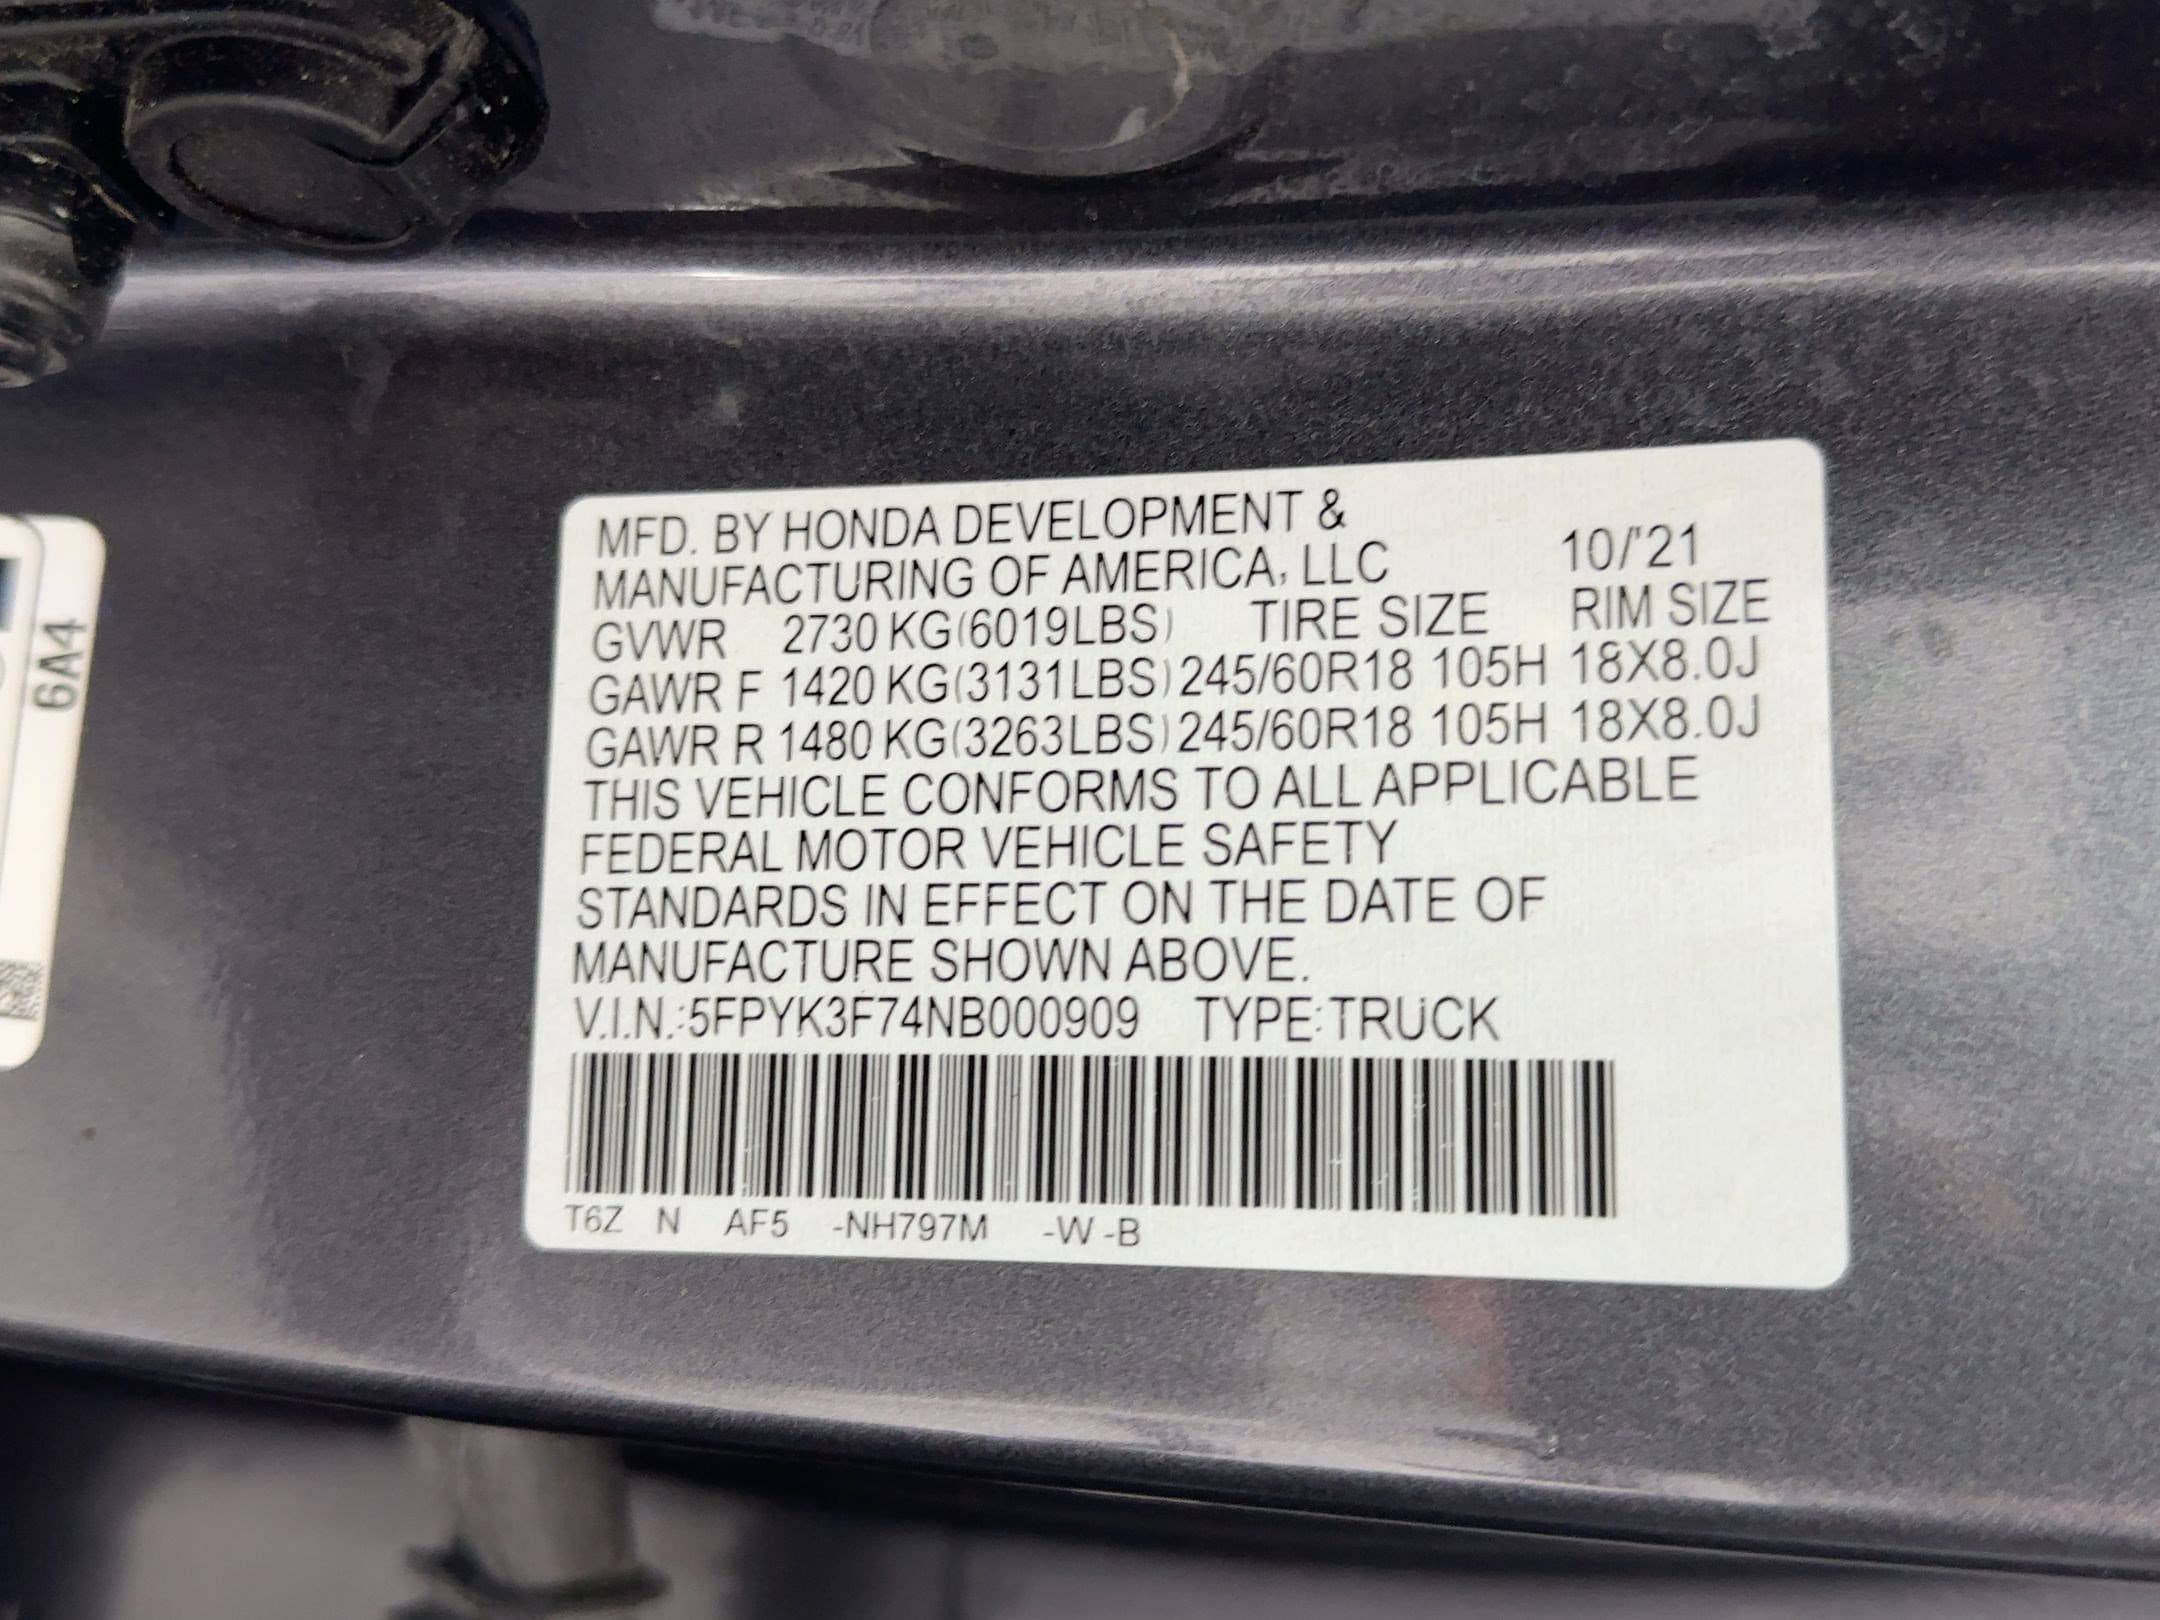 MFD. BY HONDA DEVELOPMENT &
MANUFACTURING OF AMERICA, LLC 10/'21
GVWR 2730 KG(6019LBS) TIRE SIZE RIM SIZE
GAWR F 1420 KG(3131LBS) 245/60R18 105H 18X8.0J
GAWR R 1480 KG(3263LBS) 245/60R18 105H 18X8.0J
THIS VEHICLE CONFORMS TO ALL APPLICABLE
FEDERAL MOTOR VEHICLE SAFETY
STANDARDS IN EFFECT ON THE DATE OF
MANUFACTURE SHOWN ABOVE.
V.I.N.:5FPYK3F74NB000909 TYPE:TRUCK
T6Z N AF5 -NH797M -W -B
6A4